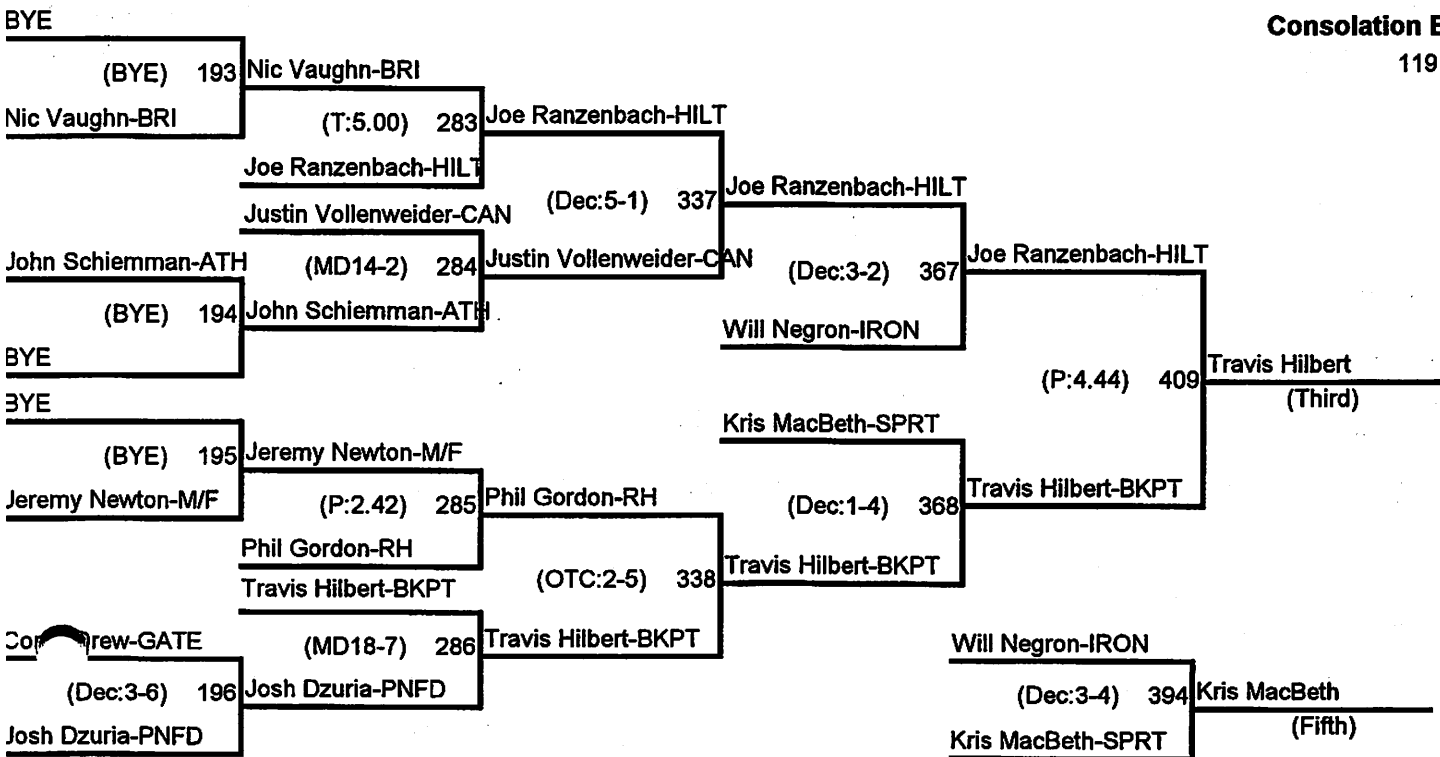 BYE
Consolation
119
(BYE) 193 Nic Vaughn-BRI
Nic Vaughn-BRI
(T:5.00) 283 Joe Ranzenbach-HILT
Joe Ranzenbach-HILT
(Dec:5-1) 337 Joe Ranzenbach-HILT
Justin Vollenweider-CAN
John Schiemman-ATH
(MD14-2) 284 Justin Vollenweider-CAN
(Dec:3-2) 367 Joe Ranzenbach-HILT
(BYE) 194 John Schiemman-ATH
Will Negron-IRON
BYE
(P:4.44) 409 Travis Hilbert
(Third)
BYE
Kris MacBeth-SPRT
(BYE) 195 Jeremy Newton-M/F
Jeremy Newton-M/F
(P:2.42) 285 Phil Gordon-RH
(Dec:1-4) 368 Travis Hilbert-BKPT
Phil Gordon-RH
(OTC:2-5) 338 Travis Hilbert-BKPT
Travis Hilbert-BKPT
rew-GATE
(MD18-7) 286 Travis Hilbert-BKPT
Will Negron-IRON
(Dec:3-6) 196 Josh Dzuria-PNFD
(Dec:3-4) 394 Kris MacBeth
(Fifth)
Josh Dzuria-PNFD
Kris MacBeth-SPRT